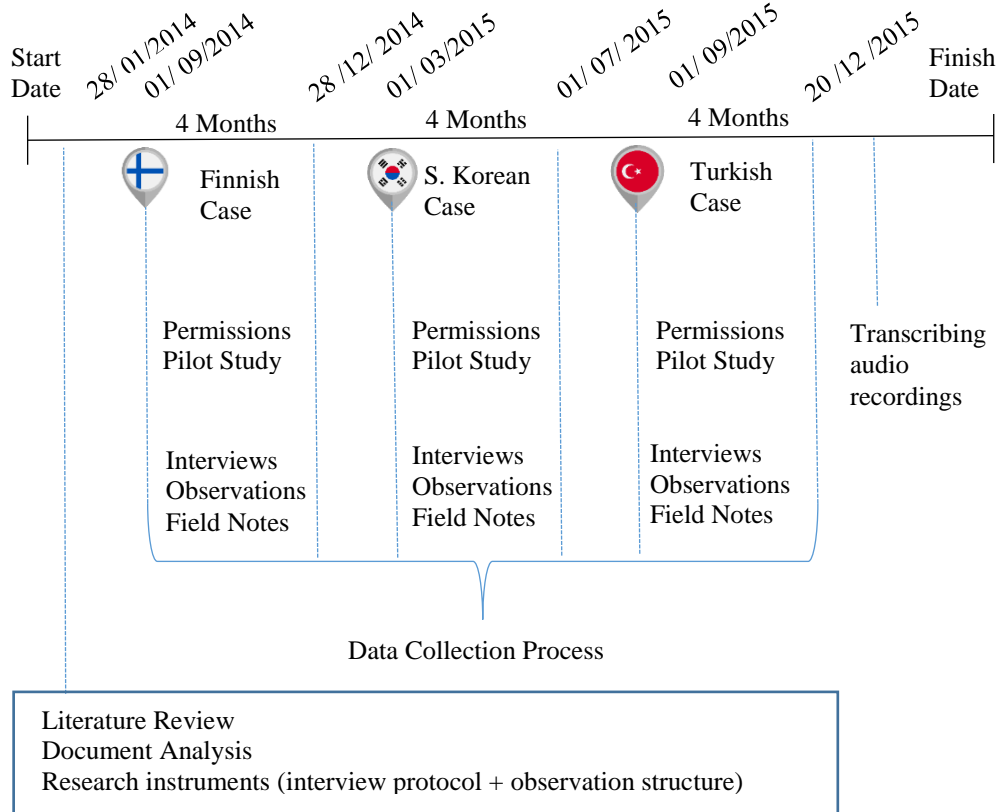 Start
Date
28/ 01/2014
01/ 09/2014
28 /12/ 2014
01/ 03/2015
01/ 07/ 2015
01/ 09/2015
20 /12 /2015
Finish
Date
4 Months
4 Months
4 Months
Finnish
Case
S. Korean
Case
Turkish
Case
Permissions
Pilot Study
Permissions
Pilot Study
Permissions
Pilot Study
Transcribing
audio
recordings
Interviews
Observations
Field Notes
Interviews
Observations
Field Notes
Interviews
Observations
Field Notes
Data Collection Process
Literature Review
Document Analysis
Research instruments (interview protocol + observation structure)